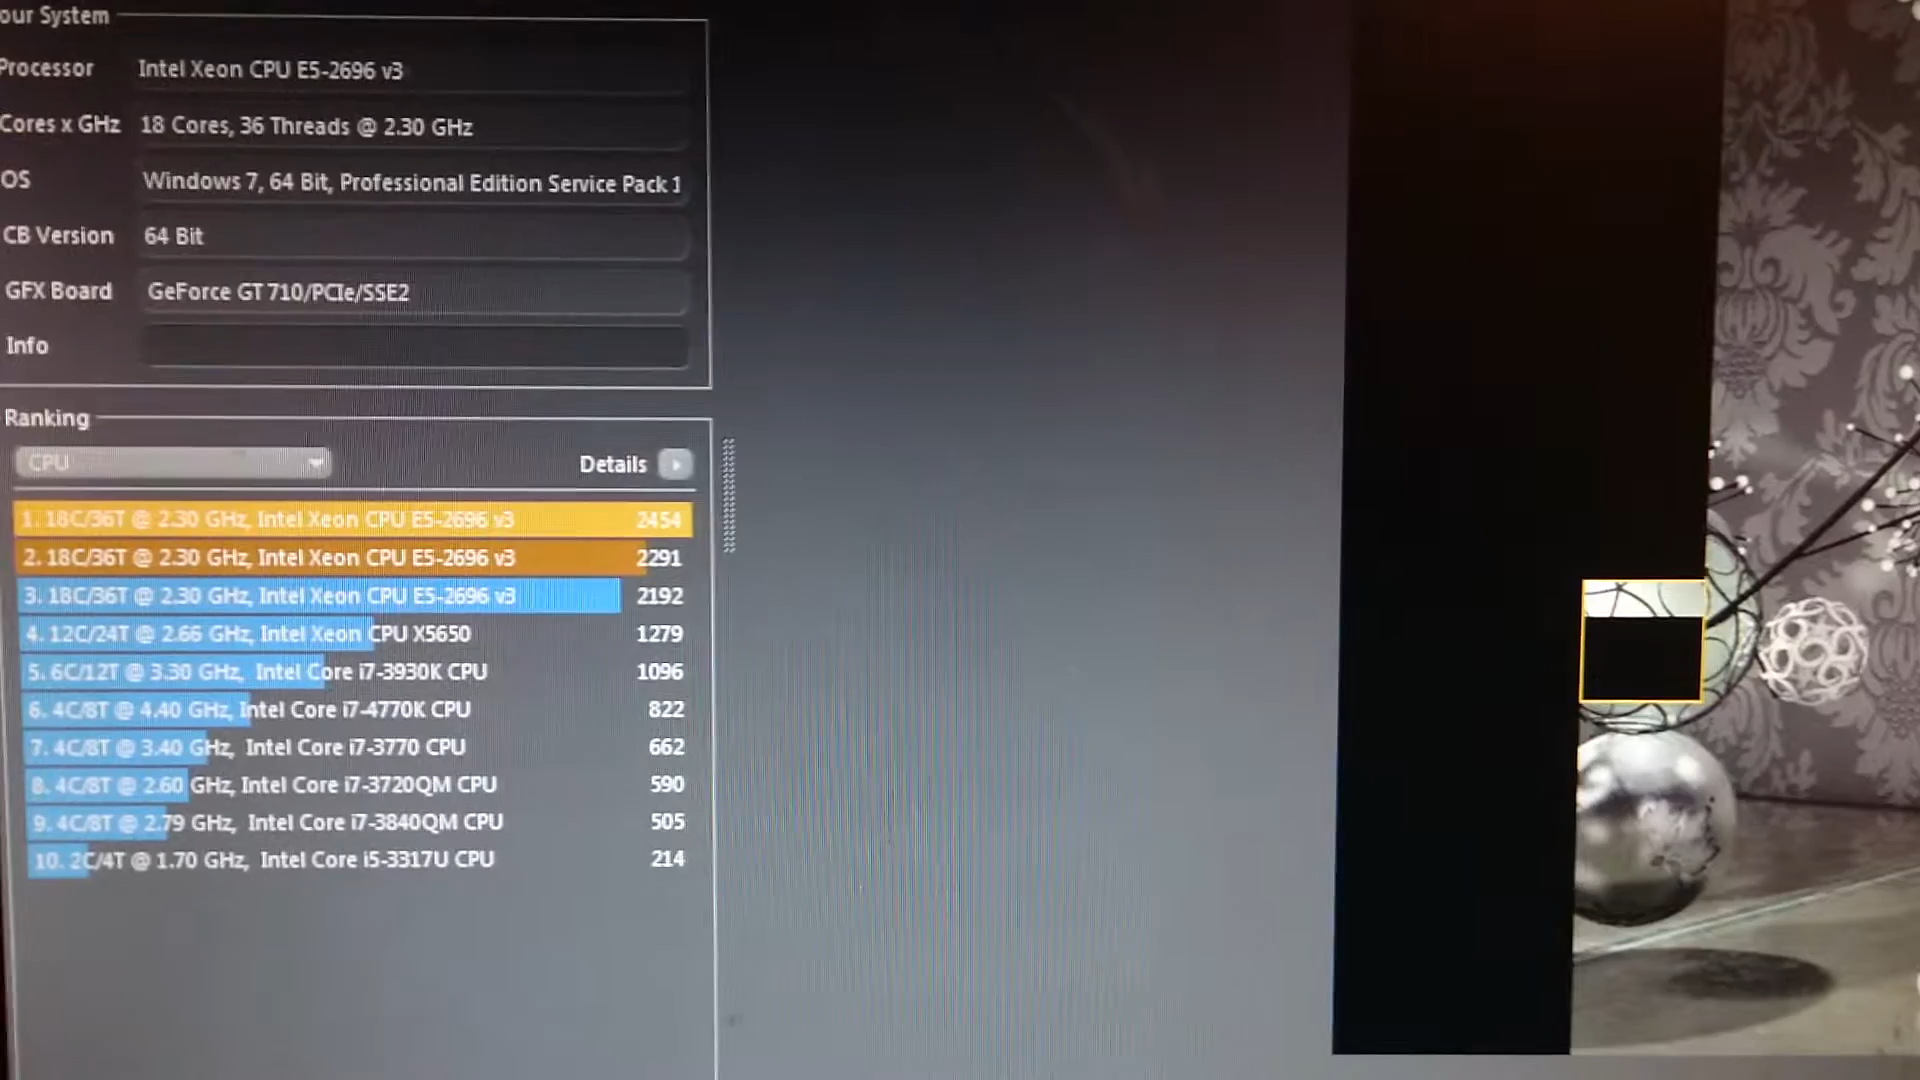 our System
Processor Intel Xeon CPU E5-2696 v3
Cores x GHz 18 Cores, 36 Threads @ 2.30 GHz
OS Windows 7, 64 Bit, Professional Edition Service Pack 1
CB Version 64 Bit
GFX Board GeForce GT 710/PCIe/SSE2
Info
Ranking
CPU Details
1. 18C/36T @ 2.30 GHz, Intel Xeon CPU E5-2696 v3 2454
2. 18C/36T @ 2.30 GHz, Intel Xeon CPU E5-2696 v3 2291
3. 18C/36T @ 2.30 GHz, Intel Xeon CPU E5-2696 v3 2192
4. 12C/24T @ 2.66 GHz, Intel Xeon CPU X5650 1279
5. 6C/12T @ 3.30 GHz, Intel Core i7-3930K CPU 1096
6. 4C/8T @ 4.40 GHz, Intel Core i7-4770K CPU 822
7. 4C/8T @ 3.40 GHz, Intel Core i7-3770 CPU 662
8. 4C/8T @ 2.60 GHz, Intel Core i7-3720QM CPU 590
9. 4C/8T @ 2.79 GHz, Intel Core i7-3840QM CPU 505
10. 2C/4T @ 1.70 GHz, Intel Core i5-3317U CPU 214